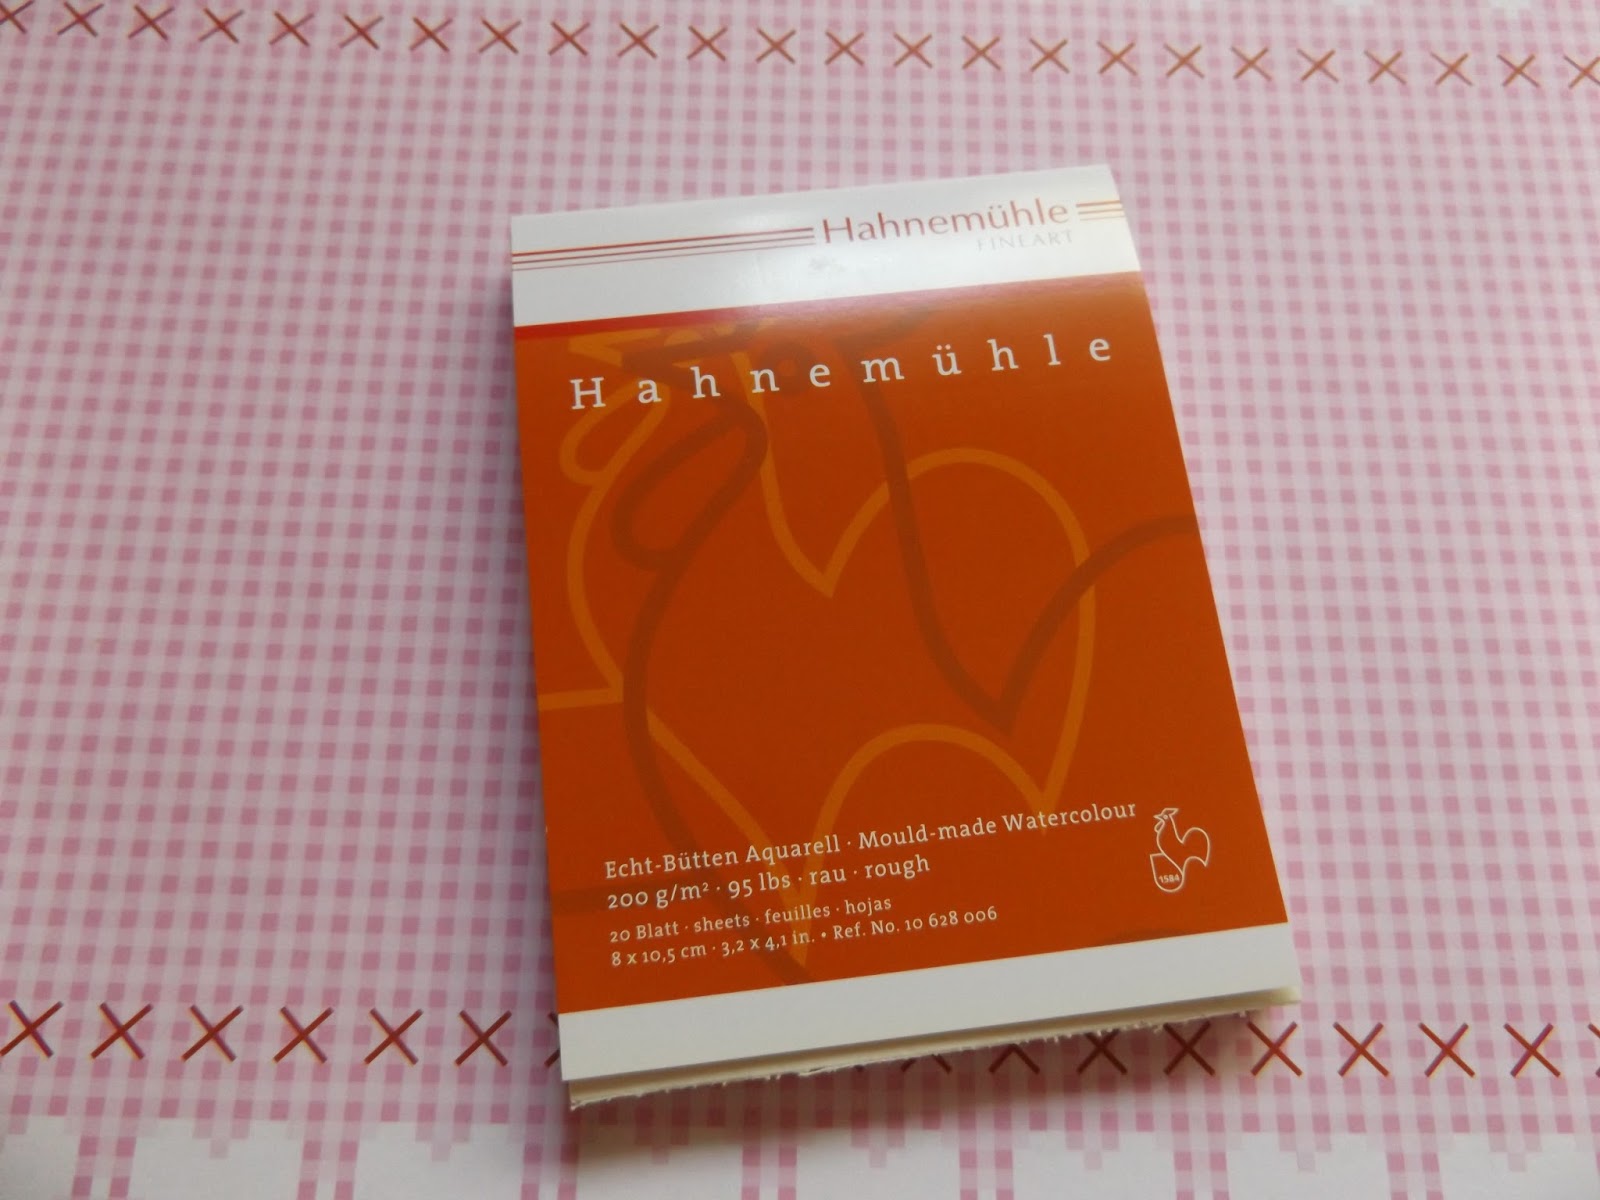 Hahnemühle
FINEART
Hahnemühle
Echt-Bütten Aquarell · Mould-made Watercolour
200 g/m² · 95 lbs · rau · rough
20 Blatt · sheets · feuilles · hojas
8 x 10,5 cm · 3,2 x 4,1 in. • Ref. No. 10 628 006
1584